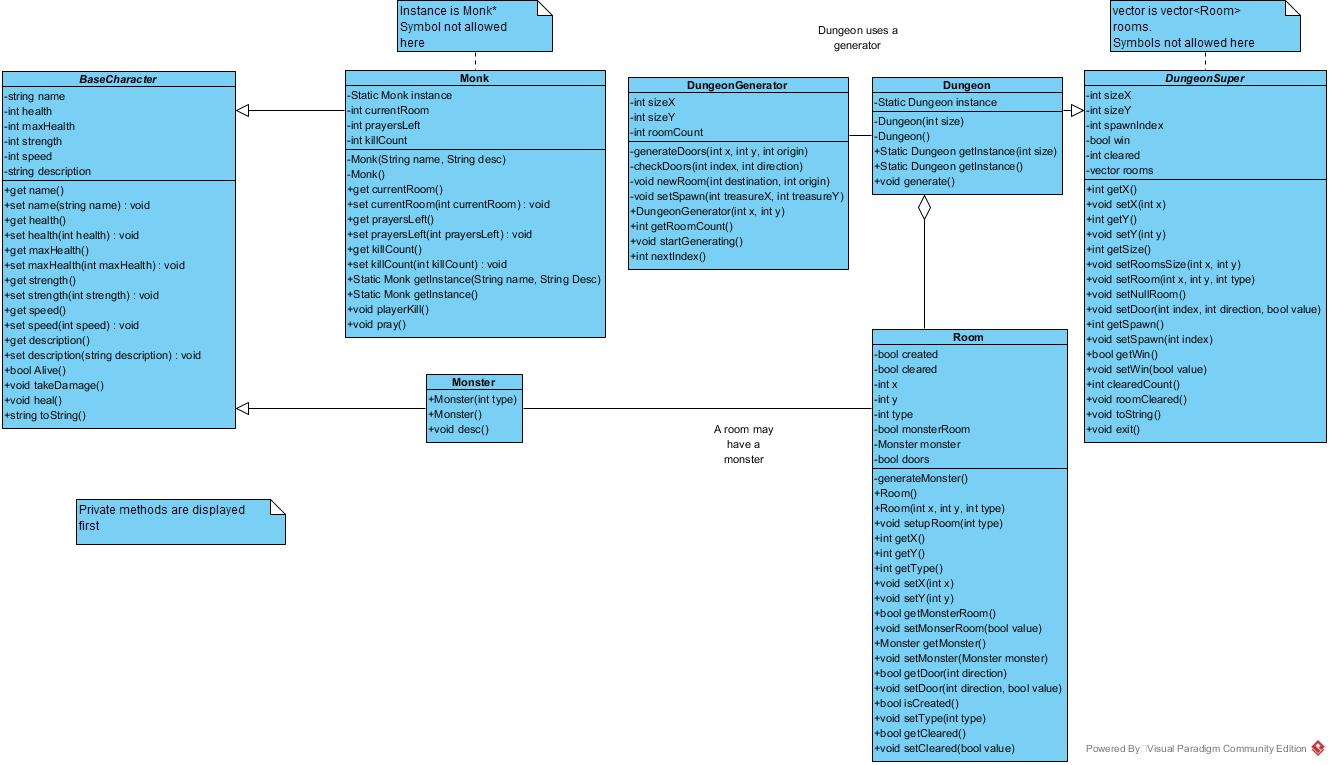 Instance is Monk*
Symbol not allowed
here
Dungeon uses a
generator
vector is vector<Room>
rooms.
Symbols not allowed here
BaseCharacter
-string name
-int health
-int maxHealth
-int strength
-int speed
-string description
+get name()
+set name(string name) : void
+get health()
+set health(int health) : void
+get maxHealth()
+set maxHealth(int maxHealth) : void
+get strength()
+set strength(int strength) : void
+get speed()
+set speed(int speed) : void
+get description()
+set description(string description) : void
+bool Alive()
+void takeDamage()
+void heal()
+string toString()
Monk
-Static Monk instance
-int currentRoom
-int prayersLeft
-int killCount
-Monk(String name, String desc)
-Monk()
+get currentRoom()
+set currentRoom(int currentRoom) : void
+get prayersLeft()
+set prayersLeft(int prayersLeft) : void
+get killCount()
+set killCount(int killCount) : void
+Static Monk getInstance(String name, String Desc)
+Static Monk getInstance()
+void playerKill()
+void pray()
DungeonGenerator
-int sizeX
-int sizeY
-int roomCount
-generateDoors(int x, int y, int origin)
-checkDoors(int index, int direction)
-void newRoom(int destination, int origin)
-void setSpawn(int treasureX, int treasureY)
+DungeonGenerator(int x, int y)
+int getRoomCount()
+void startGenerating()
+int nextIndex()
Dungeon
-Static Dungeon instance
-Dungeon(int size)
-Dungeon()
+Static Dungeon getInstance(int size)
+Static Dungeon getInstance()
+void generate()
DungeonSuper
-int sizeX
-int sizeY
-int spawnIndex
-bool win
-int cleared
-vector rooms
+int getX()
+void setX(int x)
+int getY()
+void setY(int y)
+int getSize()
+void setRoomsSize(int x, int y)
+void setRoom(int x, int y, int type)
+void setNullRoom()
+void setDoor(int index, int direction, bool value)
+int getSpawn()
+void setSpawn(int index)
+bool getWin()
+void setWin(bool value)
+int clearedCount()
+void roomCleared()
+void toString()
+void exit()
Monster
+Monster(int type)
+Monster()
+void desc()
A room may
have a
monster
Room
-bool created
-bool cleared
-int x
-int y
-int type
-bool monsterRoom
-Monster monster
-bool doors
-generateMonster()
+Room()
+Room(int x, int y, int type)
+void setupRoom(int type)
+int getX()
+int getY()
+int getType()
+void setX(int x)
+void setY(int y)
+bool getMonsterRoom()
+void setMonserRoom(bool value)
+Monster getMonster()
+void setMonster(Monster monster)
+bool getDoor(int direction)
+void setDoor(int direction, bool value)
+bool isCreated()
+void setType(int type)
+bool getCleared()
+void setCleared(bool value)
Private methods are displayed
first
Powered By Visual Paradigm Community Edition